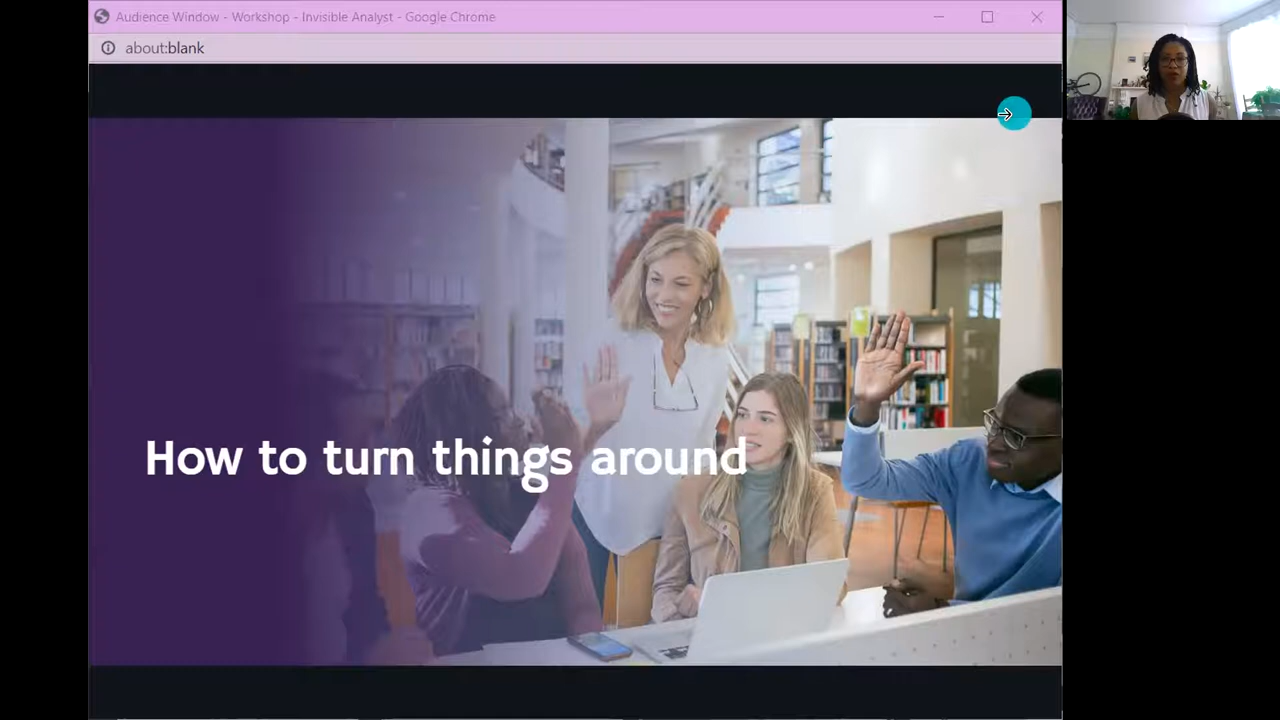 Audience Window - Workshop - Invisible Analyst - Google Chrome
about:blank
How to turn things around